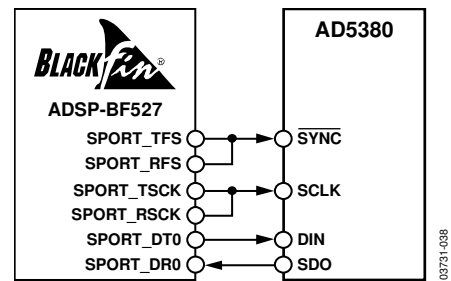 AD5380
BLACKfin®
ADSP-BF527
SPORT_TFS SYNC
SPORT_RFS
SPORT_TSCK SCLK
SPORT_RSCK
SPORT_DT0 DIN
SPORT_DR0 SDO
03731-038